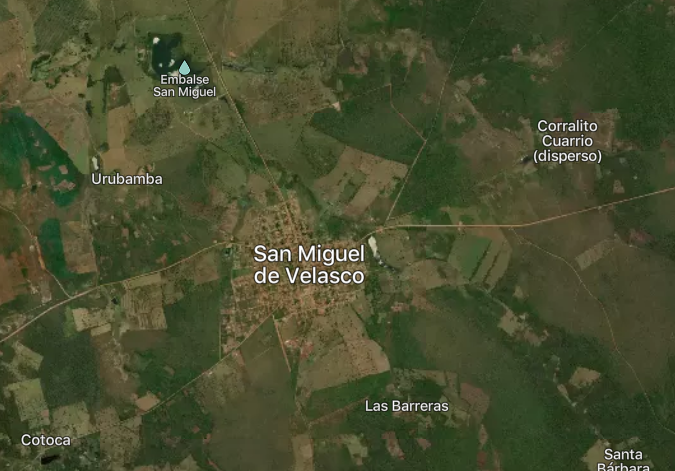 Embalse
San Miguel
Corralito
Cuarrio
(disperso)
Urubamba
San Miguel
de Velasco
Las Barreras
Cotoca
Santa
Bárbara